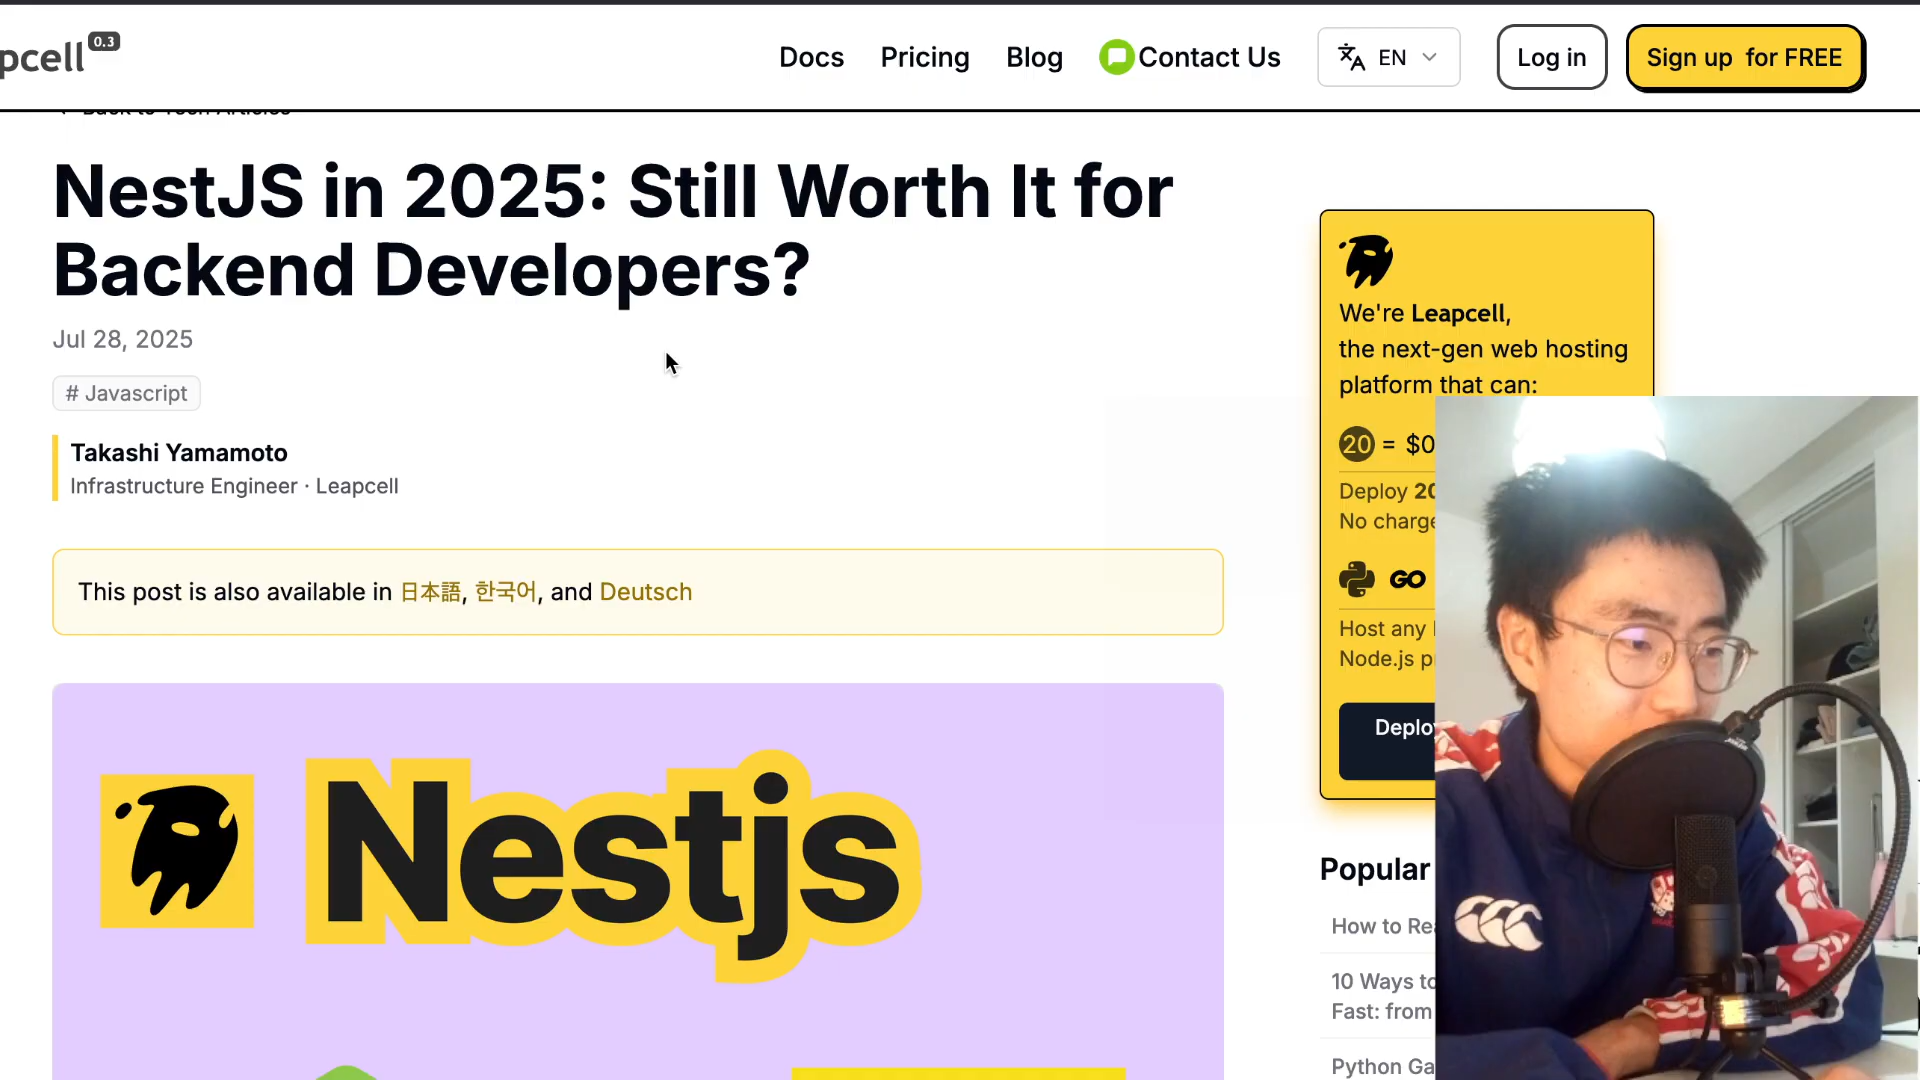 pcell 0.3
Docs
Pricing
Blog
Contact Us
EN
Log in
Sign up for FREE
NestJS in 2025: Still Worth It for
Backend Developers?
Jul 28, 2025
# Javascript
Takashi Yamamoto
Infrastructure Engineer · Leapcell
This post is also available in 日本語, 한국어, and Deutsch
Nestjs
We're Leapcell,
the next-gen web hosting
platform that can:
20 = $0
Deploy 20
No charge
GO
Host any
Node.js p
Deplo
Popular
How to Re
10 Ways to
Fast: from
Python Ga